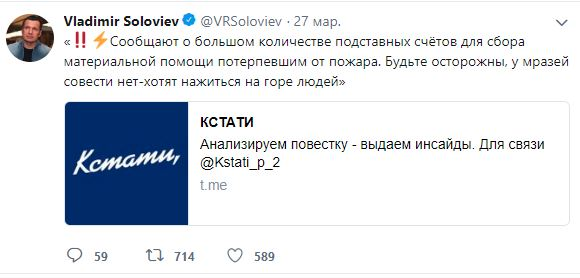 Vladimir Soloviev @VRSoloviev · 27 мар.
«‼️⚡Сообщают о большом количестве подставных счётов для сбора
материальной помощи потерпевшим от пожара. Будьте осторожны, у мразей
совести нет-хотят нажиться на горе людей»
Кстати,
КСТАТИ
Анализируем повестку - выдаем инсайды. Для связи
@Kstati_p_2
t.me
59 714 589